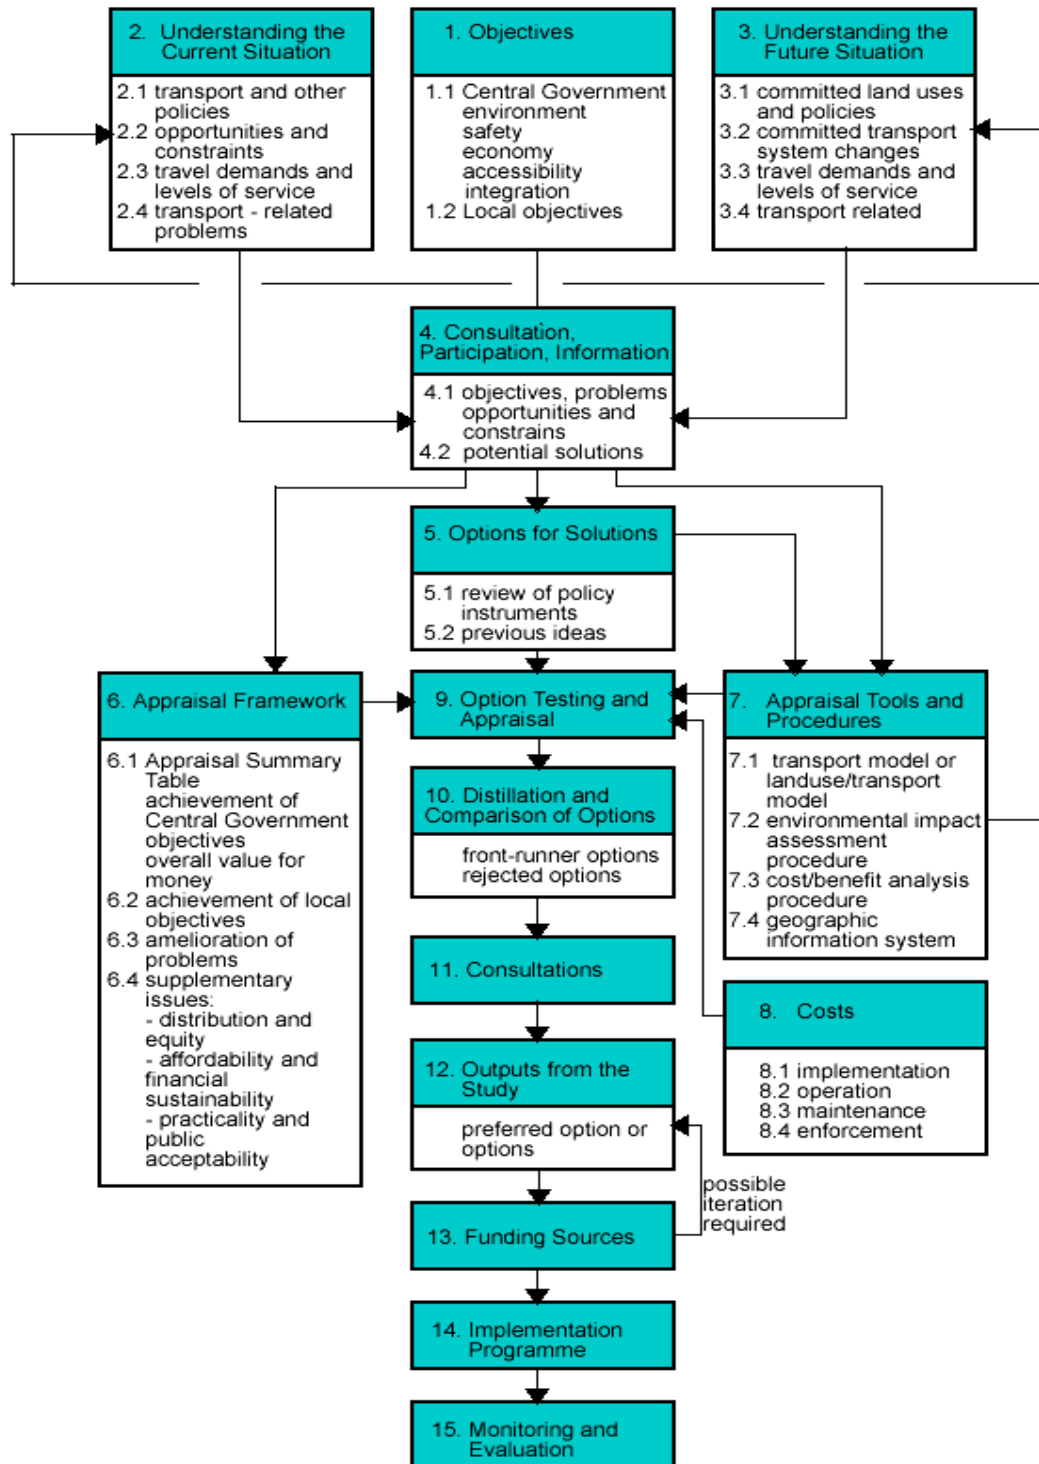 2. Understanding the
Current Situation
2.1 transport and other
policies
2.2 opportunities and
constraints
2.3 travel demands and
levels of service
2.4 transport - related
problems
1. Objectives
1.1 Central Government
environment
safety
economy
accessibility
integration
1.2 Local objectives
3. Understanding the
Future Situation
3.1 committed land uses
and policies
3.2 committed transport
system changes
3.3 travel demands and
levels of service
3.4 transport related
4. Consultation,
Participation, Information
4.1 objectives, problems
opportunities and
constrains
4.2 potential solutions
5. Options for Solutions
5.1 review of policy
instruments
5.2 previous ideas
6. Appraisal Framework
6.1 Appraisal Summary
Table
achievement of
Central Government
objectives
overall value for
money
6.2 achievement of local
objectives
6.3 amelioration of
problems
6.4 supplementary
issues:
- distribution and
equity
- affordability and
financial
sustainability
- practicality and
public
acceptability
9. Option Testing and
Appraisal
7. Appraisal Tools and
Procedures
7.1 transport model or
landuse/transport
model
7.2 environmental impact
assessment
procedure
7.3 cost/benefit analysis
procedure
7.4 geographic
information system
10. Distillation and
Comparison of Options
front-runner options
rejected options
11. Consultations
8. Costs
8.1 implementation
8.2 operation
8.3 maintenance
8.4 enforcement
12. Outputs from the
Study
preferred option or
options
possible
iteration
required
13. Funding Sources
14. Implementation
Programme
15. Monitoring and
Evaluation